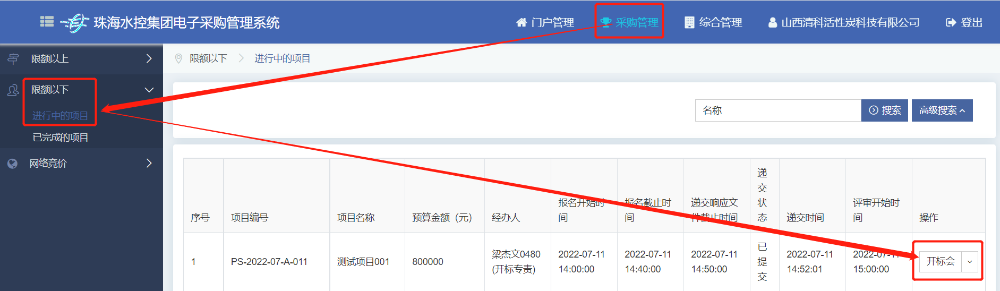 珠海水控集团电子采购管理系统
门户管理
采购管理
综合管理
山西清科活性炭科技有限公司
登出
限额以上
限额以下
进行中的项目
已完成的项目
网络竞价
限额以下
进行中的项目
名称
搜索
高级搜索
序号
项目编号
项目名称
预算金额（元）
经办人
报名开始时
间
报名截止时
间
递交响应文
件截止时间
递
交
状
态
递交时间
评审开始时
间
操作
1
PS-2022-07-A-011
测试项目001
800000
梁杰文0480
(开标专责)
2022-07-11
14:00:00
2022-07-11
14:40:00
2022-07-11
14:50:00
已
提
交
2022-07-11
14:52:01
2022-07-11
15:00:00
开标会